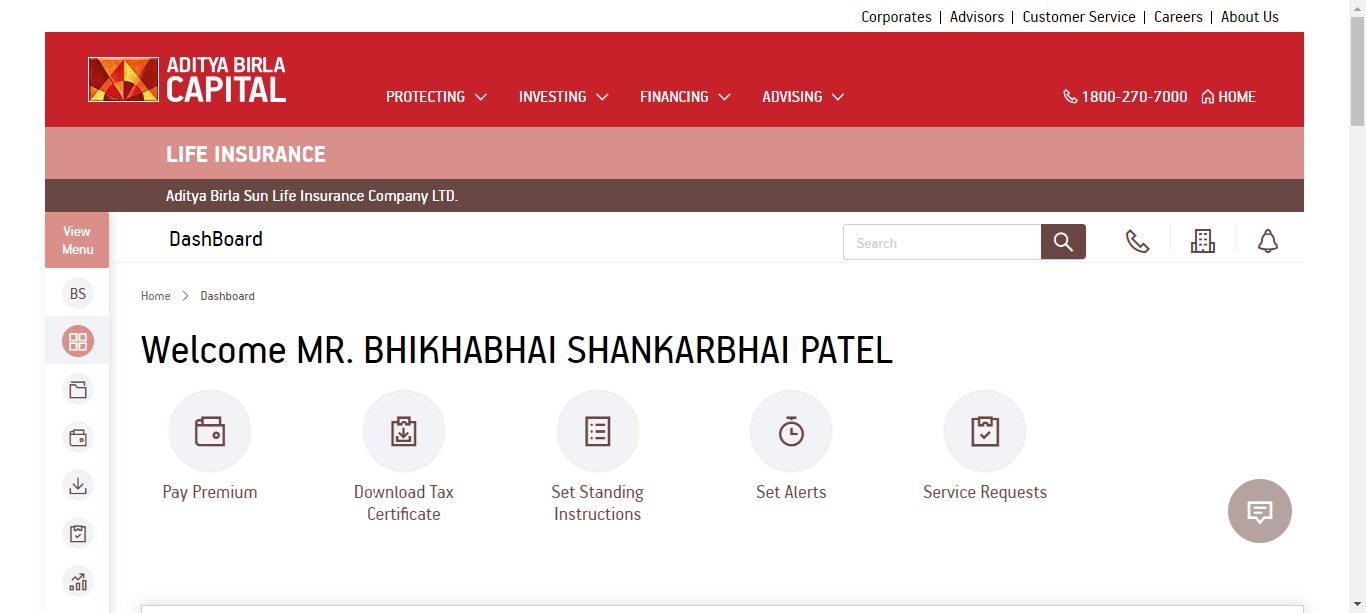 Corporates | Advisors | Customer Service | Careers | About Us
ADITYA BIRLA
CAPITAL
PROTECTING INVESTING FINANCING ADVISING 1800-270-7000 HOME
LIFE INSURANCE
Aditya Birla Sun Life Insurance Company LTD.
View
Menu
DashBoard Search
BS
Home > Dashboard
Welcome MR. BHIKHABHAI SHANKARBHAI PATEL
Pay Premium
Download Tax
Certificate
Set Standing
Instructions
Set Alerts
Service Requests